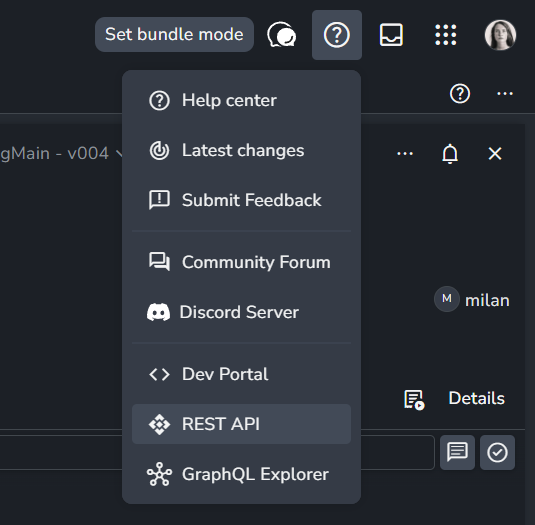 Set bundle mode
Help center
gMain - v004
Latest changes
Submit Feedback
Community Forum
M milan
Discord Server
Dev Portal
Details
REST API
GraphQL Explorer